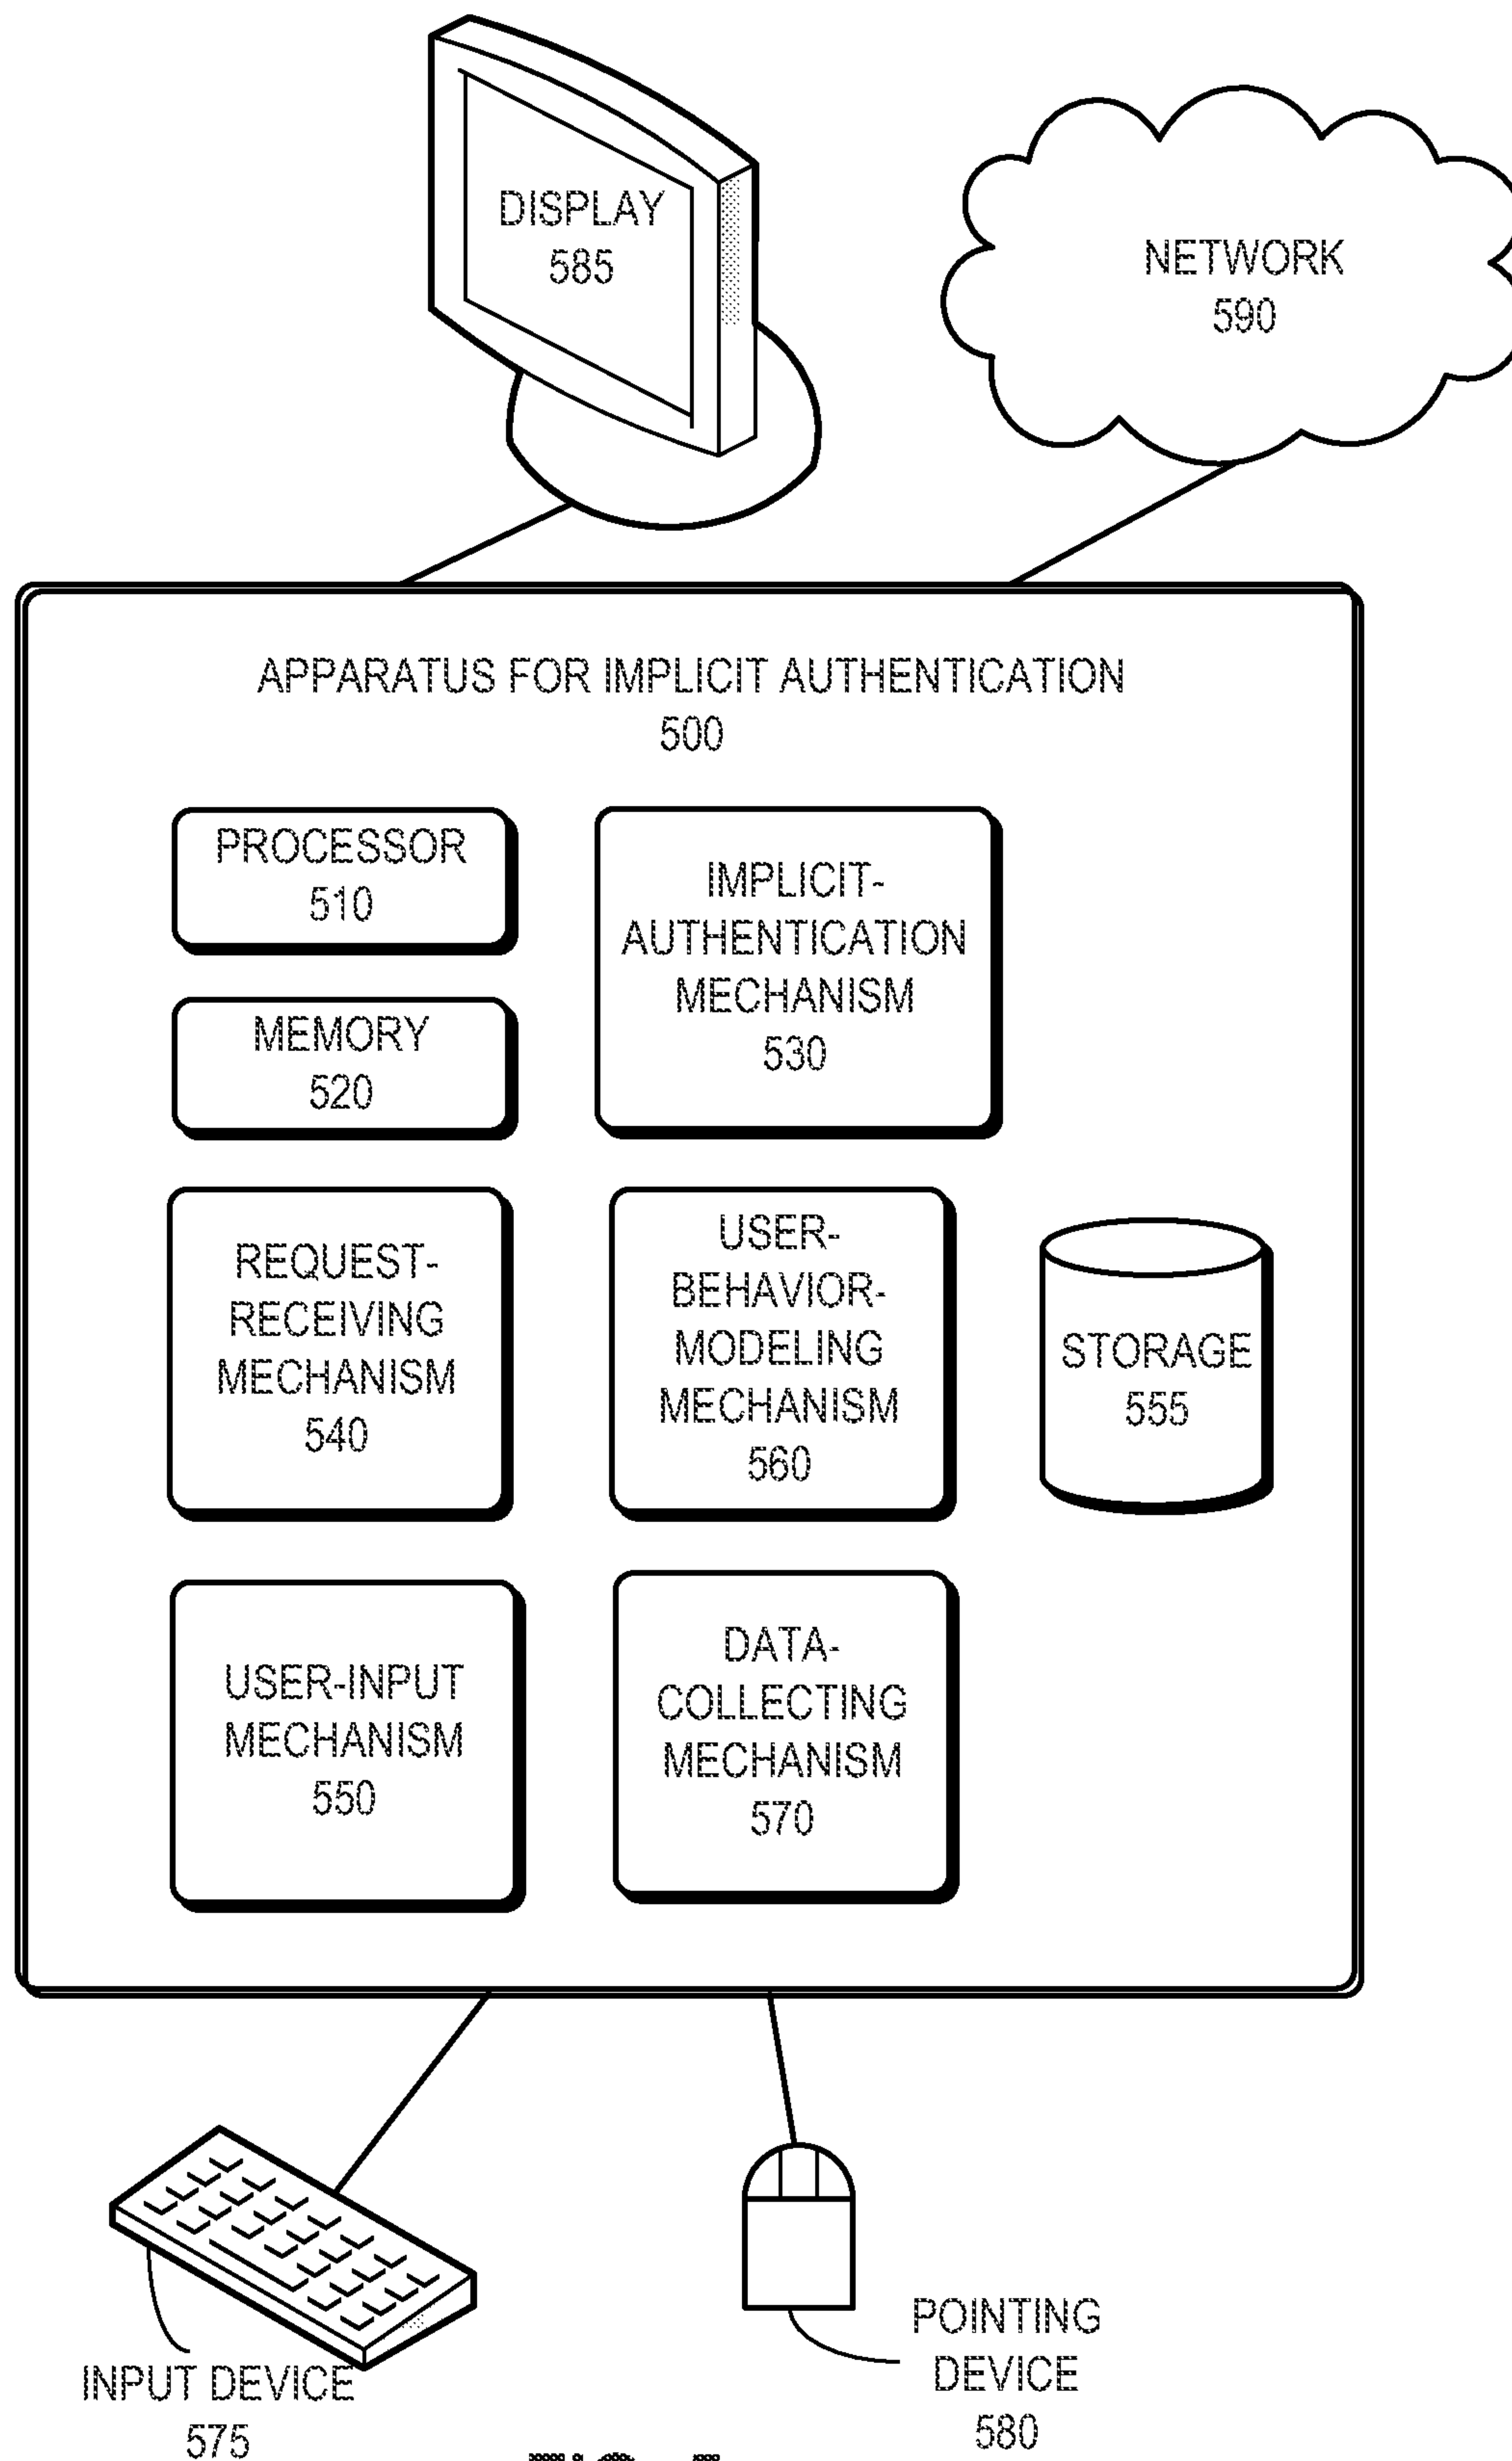 DISPLAY
585
NETWORK
590
APPARATUS FOR IMPLICIT AUTHENTICATION
500
PROCESSOR
510
IMPLICIT-
AUTHENTICATION
MECHANISM
530
MEMORY
520
REQUEST-
RECEIVING
MECHANISM
540
USER-
BEHAVIOR-
MODELING
MECHANISM
560
STORAGE
555
USER-INPUT
MECHANISM
550
DATA-
COLLECTING
MECHANISM
570
INPUT DEVICE
575
POINTING
DEVICE
580